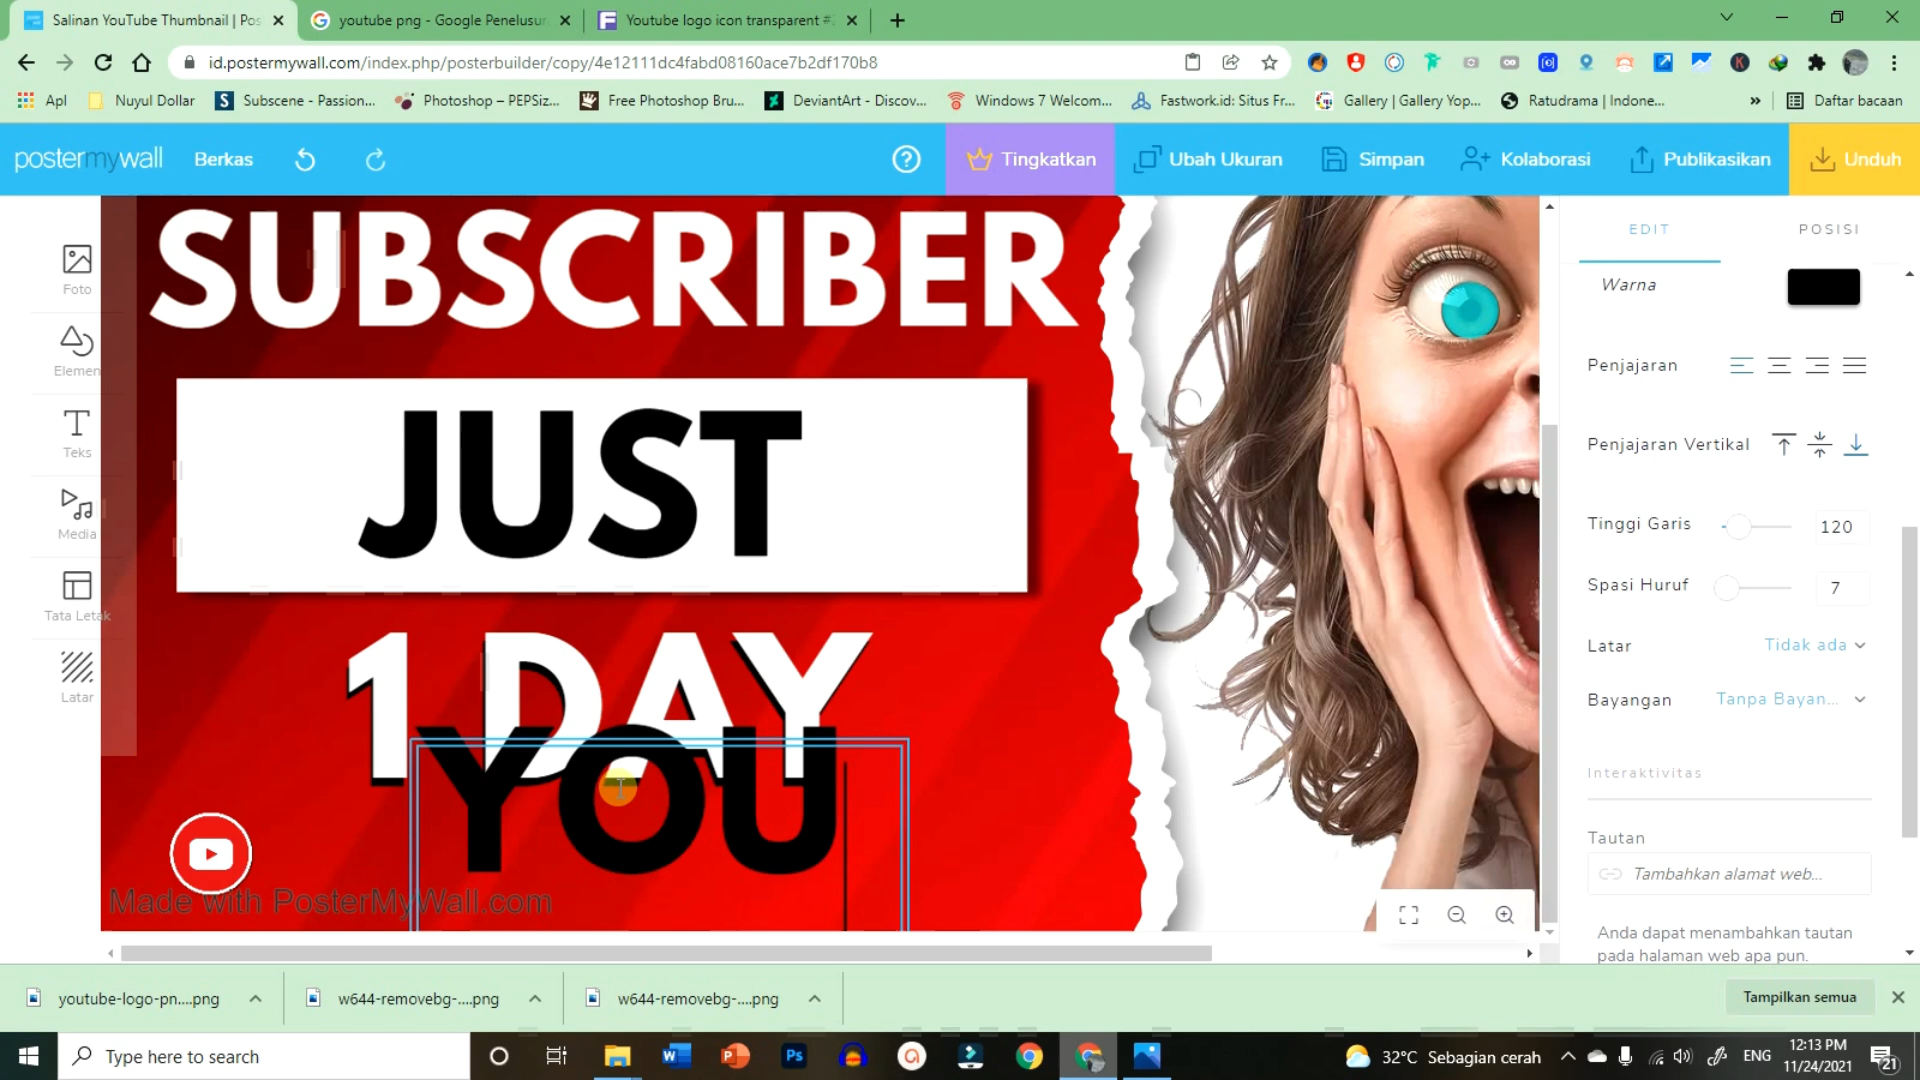 Salinan YouTube Thumbnail | Pos
youtube png - Google Penelusur
Youtube logo icon transparent #
id.postermywall.com/index.php/posterbuilder/copy/4e12111dc4fabd08160ace7b2df170b8
Apl
Nuyul Dollar
Subscene - Passion...
Photoshop – PEPSiz...
Free Photoshop Bru...
DeviantArt - Discov...
Windows 7 Welcom...
Fastwork.id: Situs Fr...
Gallery | Gallery Yop...
Ratudrama | Indone...
»
Daftar bacaan
postermywall
Berkas
Tingkatkan
Ubah Ukuran
Simpan
Kolaborasi
Publikasikan
Unduh
Foto
Elemen
Teks
Media
Tata Letak
Latar
SUBSCRIBER
JUST
1 DAY
YOU
Made with PosterMyWall.com
EDIT
POSISI
Warna
Penjajaran
Penjajaran Vertikal
Tinggi Garis
120
Spasi Huruf
7
Latar
Tidak ada
Bayangan
Tanpa Bayan...
Interaktivitas
Tautan
Tambahkan alamat web...
Anda dapat menambahkan tautan
pada halaman web apa pun.
youtube-logo-pn....png
w644-removebg-....png
w644-removebg-....png
Tampilkan semua
Type here to search
32°C Sebagian cerah
ENG
12:13 PM
11/24/2021
21